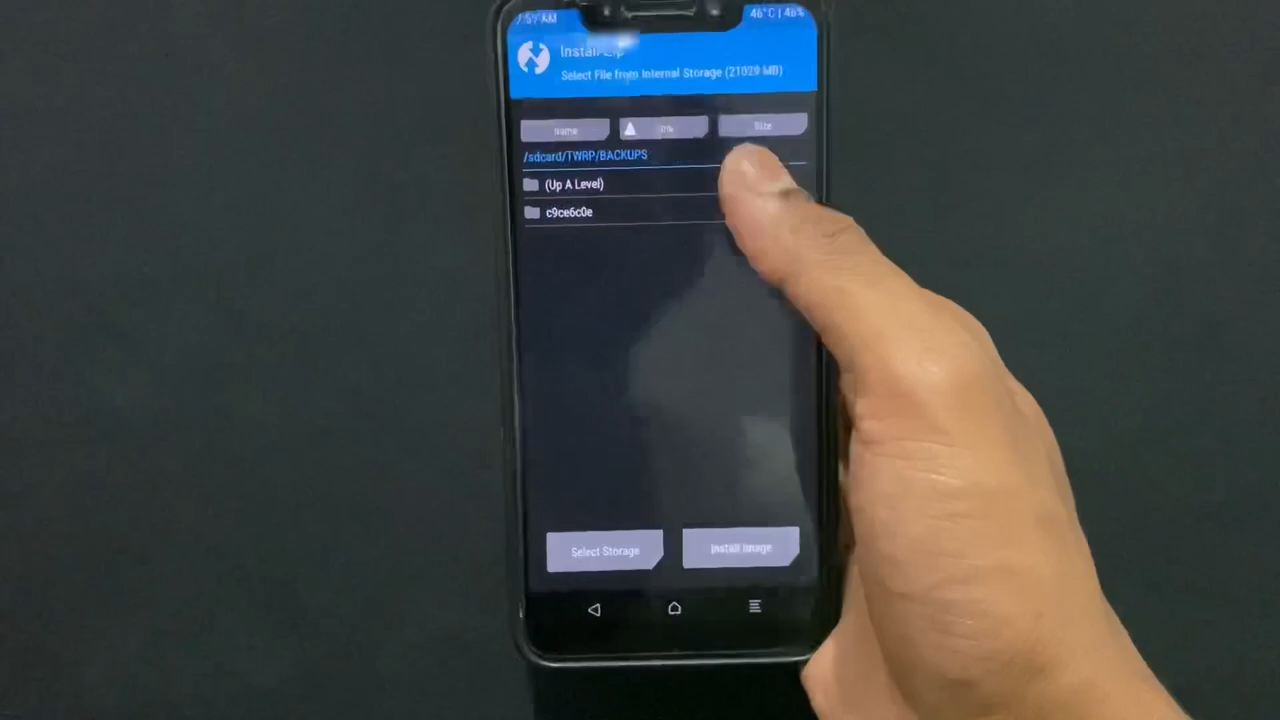 7:57 AM
46°C | 46%
Install Zip
Select File from Internal Storage (21029 MB)
Name
Size
/sdcard/TWRP/BACKUPS
(Up A Level)
c9ce6c0e
Select Storage
Install Image